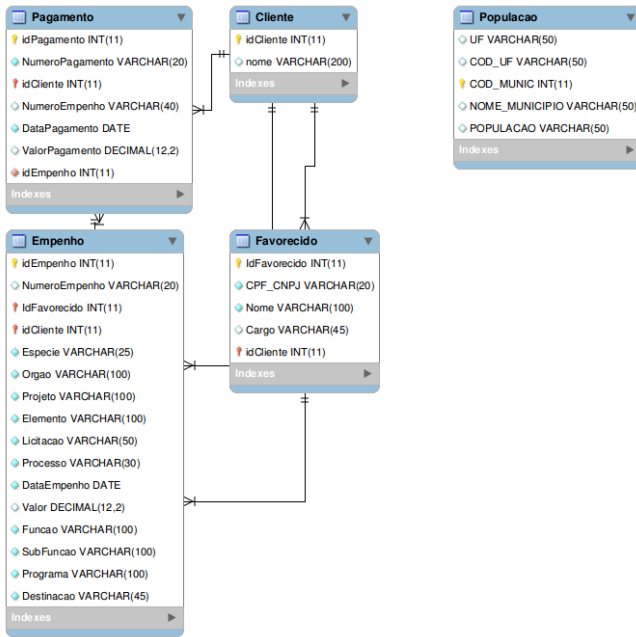 Pagamento
idPagamento INT(11)
NumeroPagamento VARCHAR(20)
idCliente INT(11)
NumeroEmpenho VARCHAR(40)
DataPagamento DATE
ValorPagamento DECIMAL(12,2)
idEmpenho INT(11)
Indexes
Cliente
idCliente INT(11)
nome VARCHAR(200)
Indexes
Populacao
UF VARCHAR(50)
COD_UF VARCHAR(50)
COD_MUNIC INT(11)
NOME_MUNICIPIO VARCHAR(50)
POPULACAO VARCHAR(50)
Indexes
Empenho
idEmpenho INT(11)
NumeroEmpenho VARCHAR(20)
IdFavorecido INT(11)
idCliente INT(11)
Especie VARCHAR(25)
Orgao VARCHAR(100)
Projeto VARCHAR(100)
Elemento VARCHAR(100)
Licitacao VARCHAR(50)
Processo VARCHAR(30)
DataEmpenho DATE
Valor DECIMAL(12,2)
Funcao VARCHAR(100)
SubFuncao VARCHAR(100)
Programa VARCHAR(100)
Destinacao VARCHAR(45)
Indexes
Favorecido
IdFavorecido INT(11)
CPF_CNPJ VARCHAR(20)
Nome VARCHAR(100)
Cargo VARCHAR(45)
idCliente INT(11)
Indexes